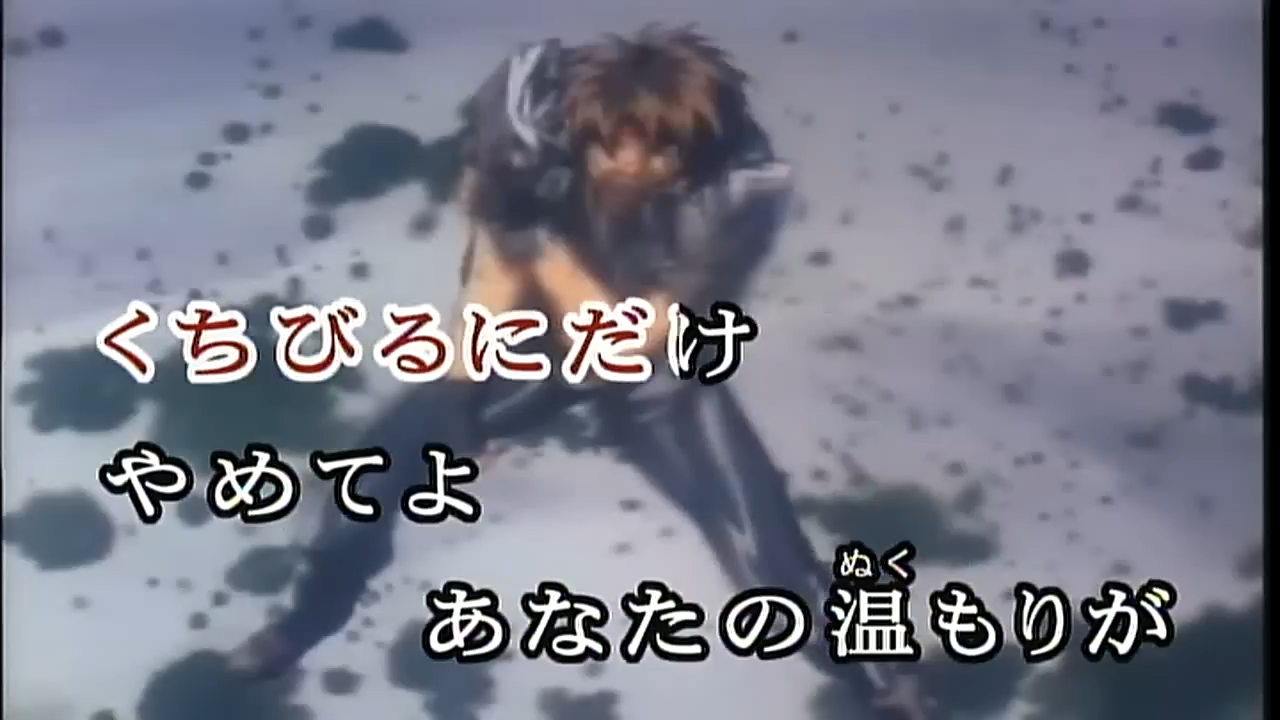 くちびるにだけ
やめてよ
ぬく
あなたの温もりが